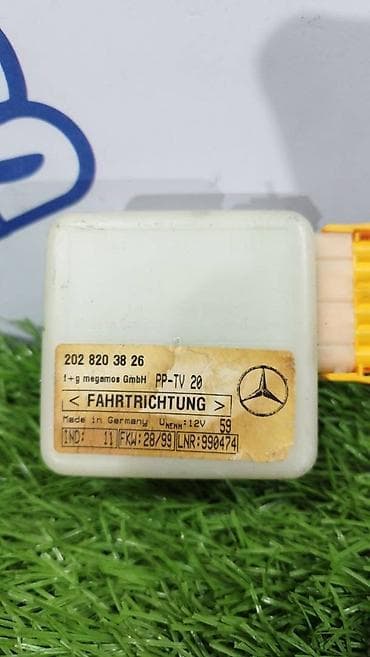 202 820 38 26
f+g megamos GmbH PP-TV 20
< FAHRTRICHTUNG >
Made in Germany UNENN:12V 59
IND: 11 FKW:28/99 LNR:990474